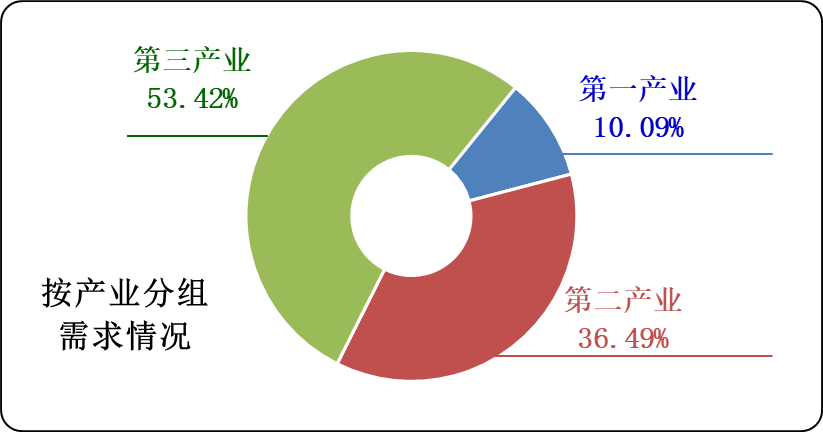 第三产业
53.42%
第一产业
10.09%
第二产业
36.49%
按产业分组
需求情况